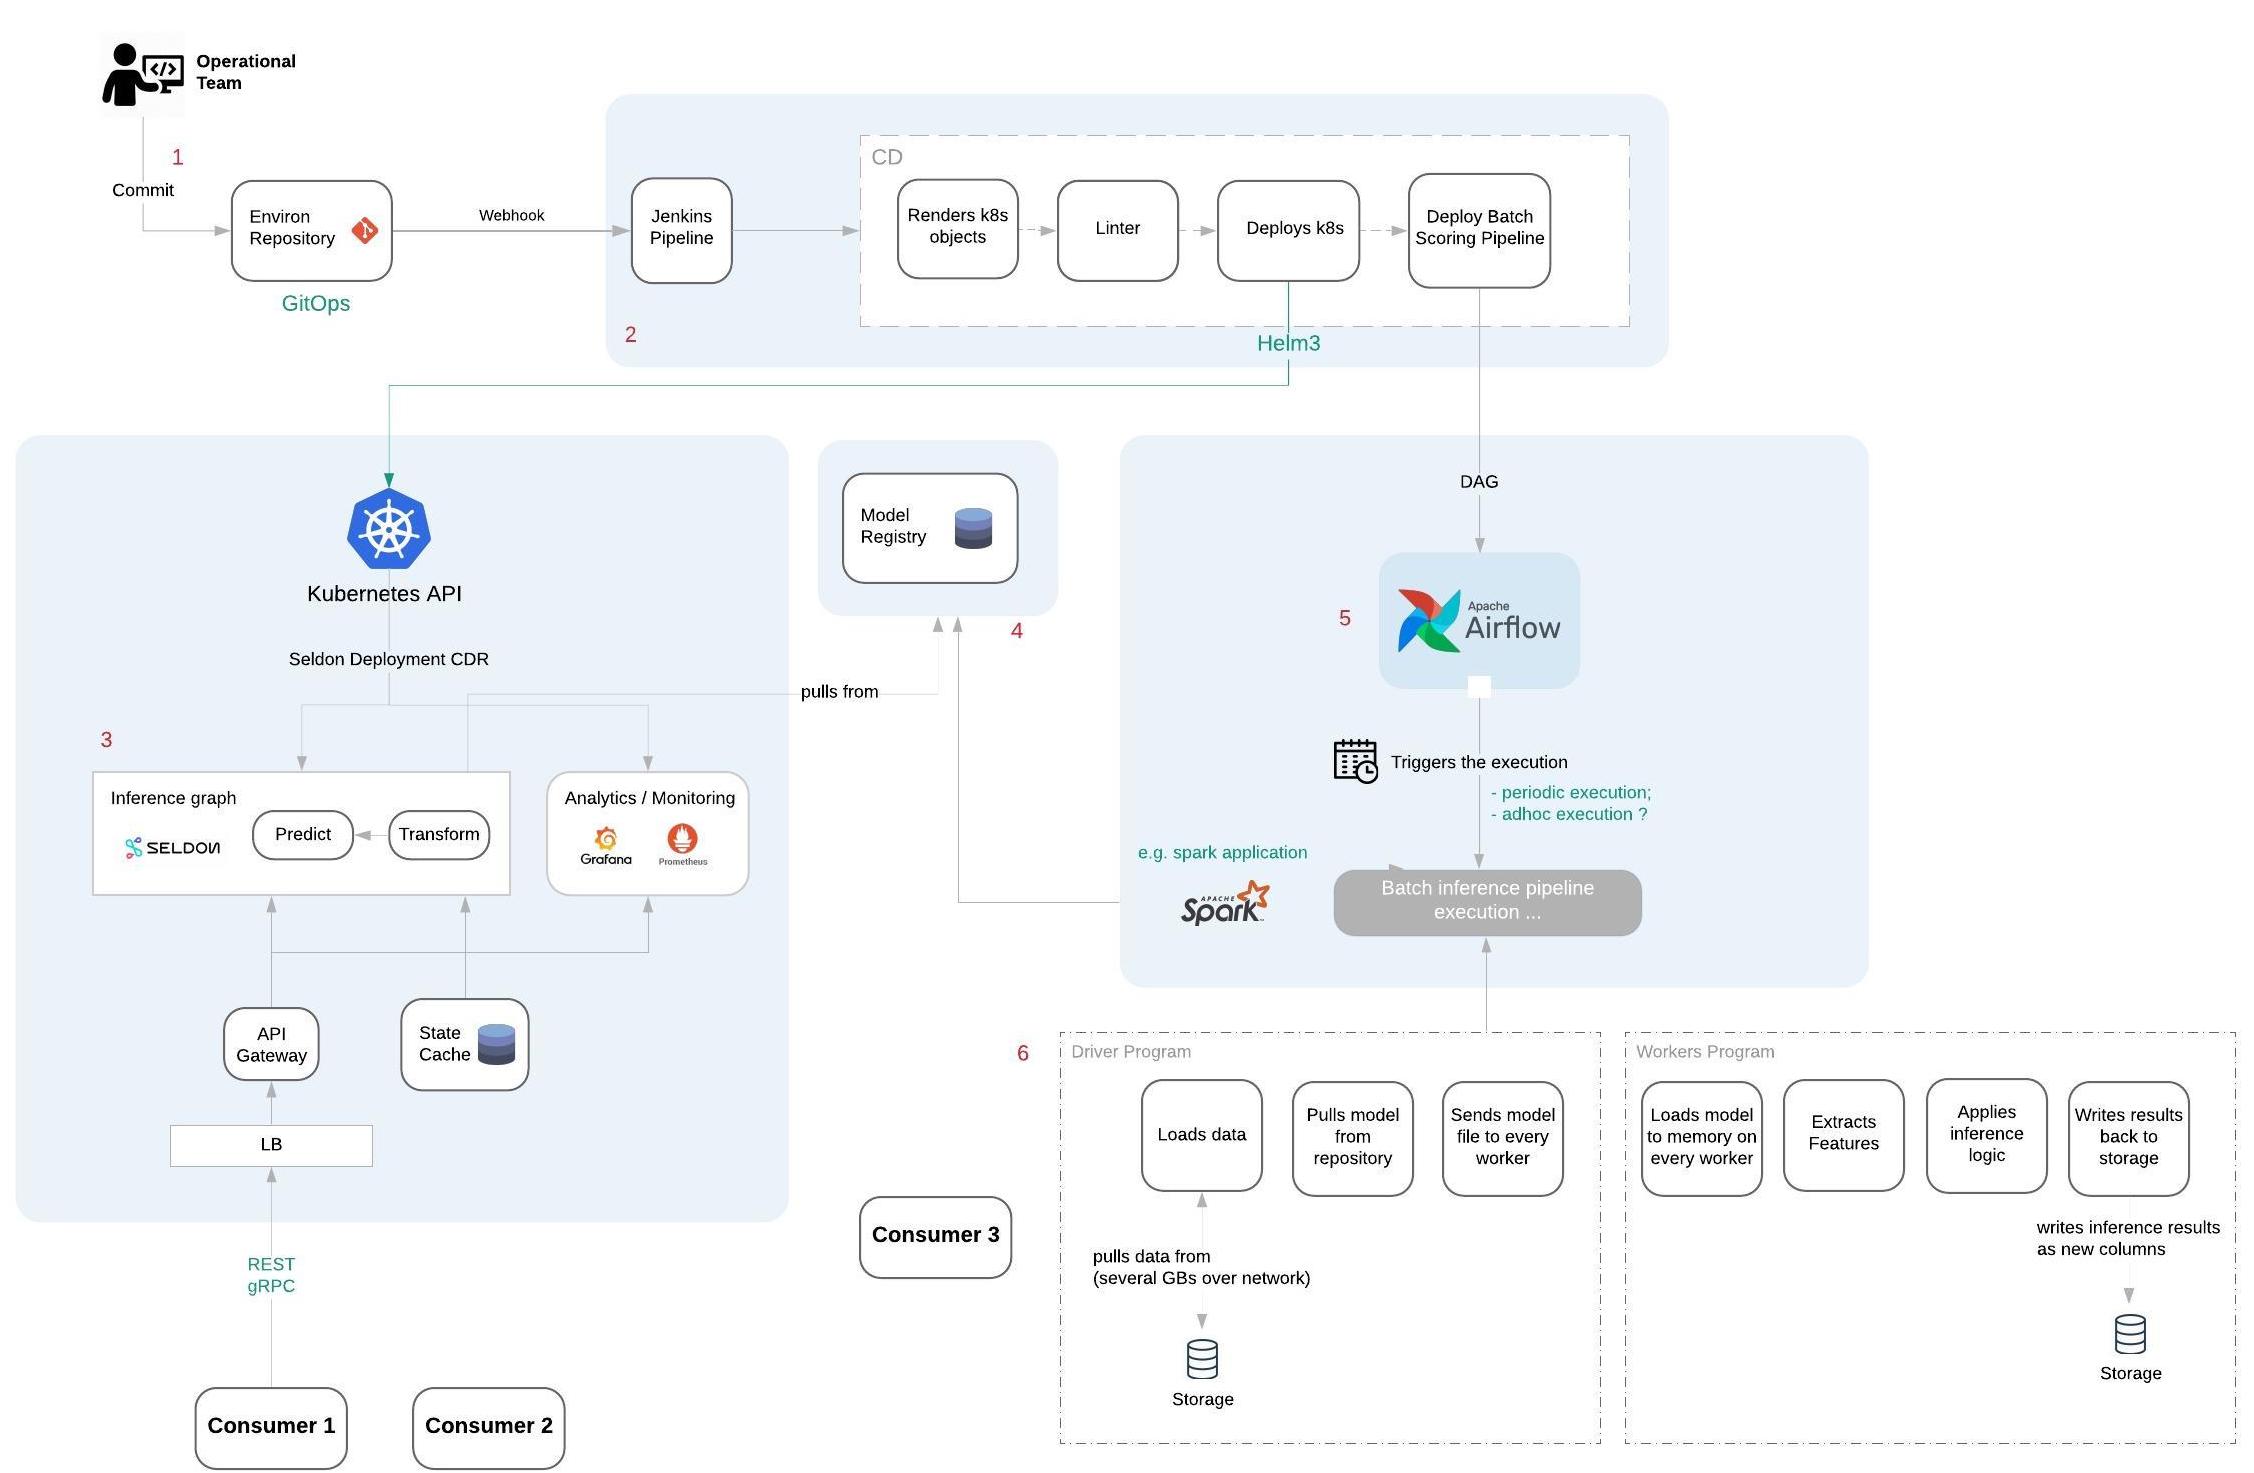 Operational
Team
1
Commit
Environ
Repository
GitOps
Webhook
Jenkins
Pipeline
2
CD
Renders k8s
objects
Linter
Deploys k8s
Deploy Batch
Scoring Pipeline
Helm3
Kubernetes API
Seldon Deployment CDR
3
Inference graph
SELDON
Predict
Transform
Analytics / Monitoring
Grafana
Prometheus
API
Gateway
State
Cache
LB
REST
gRPC
Consumer 1
Consumer 2
Model
Registry
4
pulls from
DAG
5
Apache
Airflow
Triggers the execution
- periodic execution;
- adhoc execution ?
e.g. spark application
APACHE
Spark
Batch inference pipeline
execution ...
Consumer 3
6
Driver Program
Loads data
Pulls model
from
repository
Sends model
file to every
worker
pulls data from
(several GBs over network)
Storage
Workers Program
Loads model
to memory on
every worker
Extracts
Features
Applies
inference
logic
Writes results
back to
storage
writes inference results
as new columns
Storage